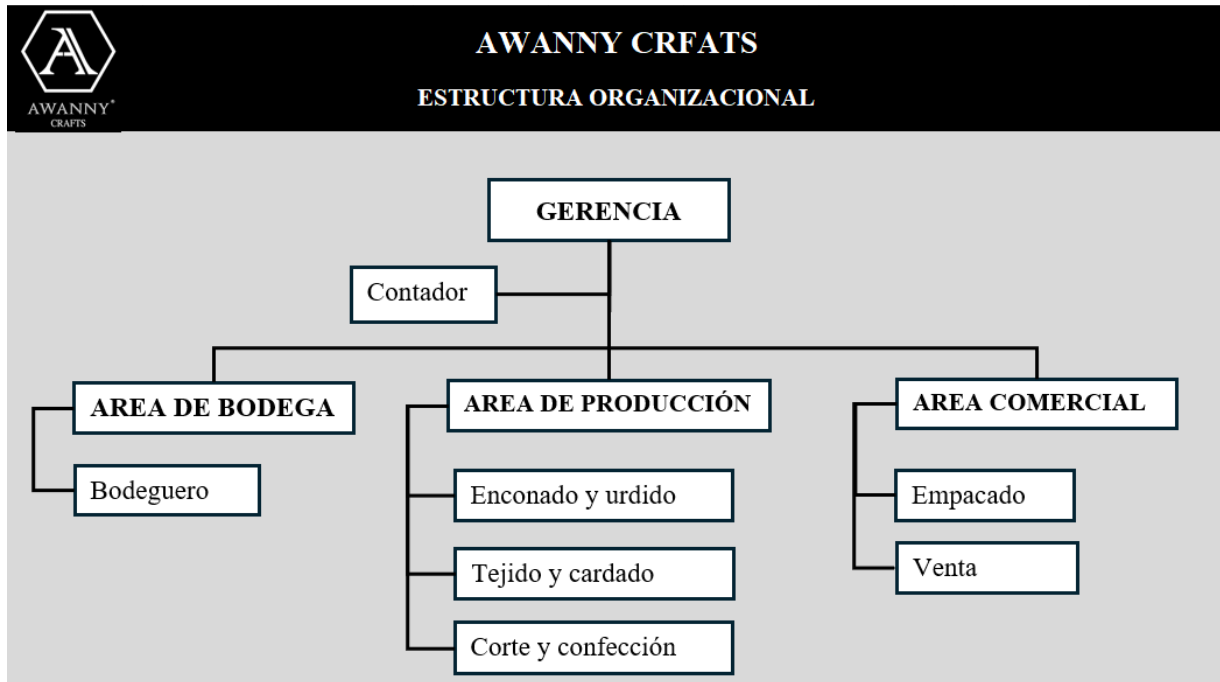 AWANNY CRFATS
ESTRUCTURA ORGANIZACIONAL
A
AWANNY®
CRAFTS
GERENCIA
Contador
AREA DE BODEGA
Bodeguero
AREA DE PRODUCCIÓN
Enconado y urdido
Tejido y cardado
Corte y confección
AREA COMERCIAL
Empacado
Venta